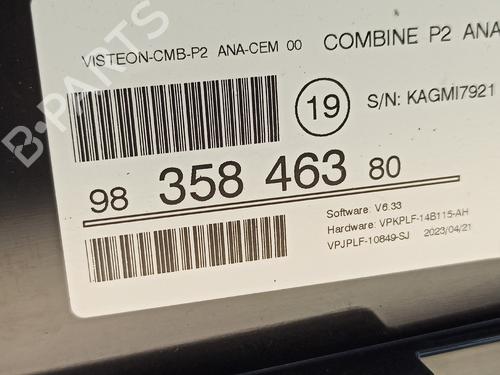 VISTEON-CMB-P2 ANA-CEM 00
COMBINE P2 ANA
19
S/N: KAGMI7921
98 358 463 80
Software: V6.33
Hardware: VPKPLF-14B115-AH
VPJPLF-10849-SJ 2023/04/21
B-PARTS